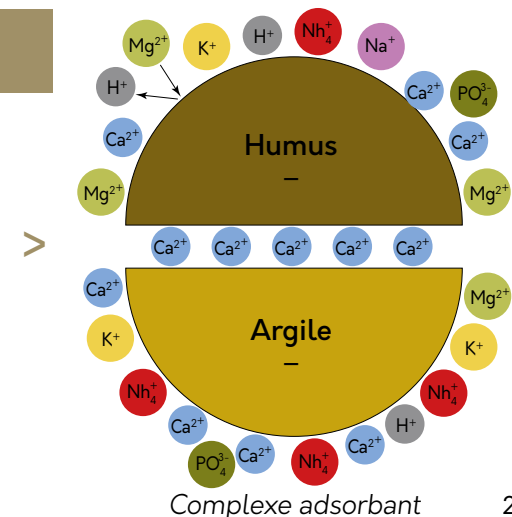 Mg²⁺ K⁺ H⁺ Nh₄⁺ Na⁺
H⁺ Ca²⁺ PO₄³⁻
Ca²⁺ Humus Ca²⁺
–
Mg²⁺ Mg²⁺
>
Ca²⁺ Ca²⁺ Ca²⁺ Ca²⁺ Ca²⁺
Ca²⁺ Mg²⁺
K⁺ Argile K⁺
–
Nh₄⁺ Nh₄⁺
Ca²⁺ H⁺
PO₄³⁻ Ca²⁺ Nh₄⁺ Ca²⁺
Complexe adsorbant 2